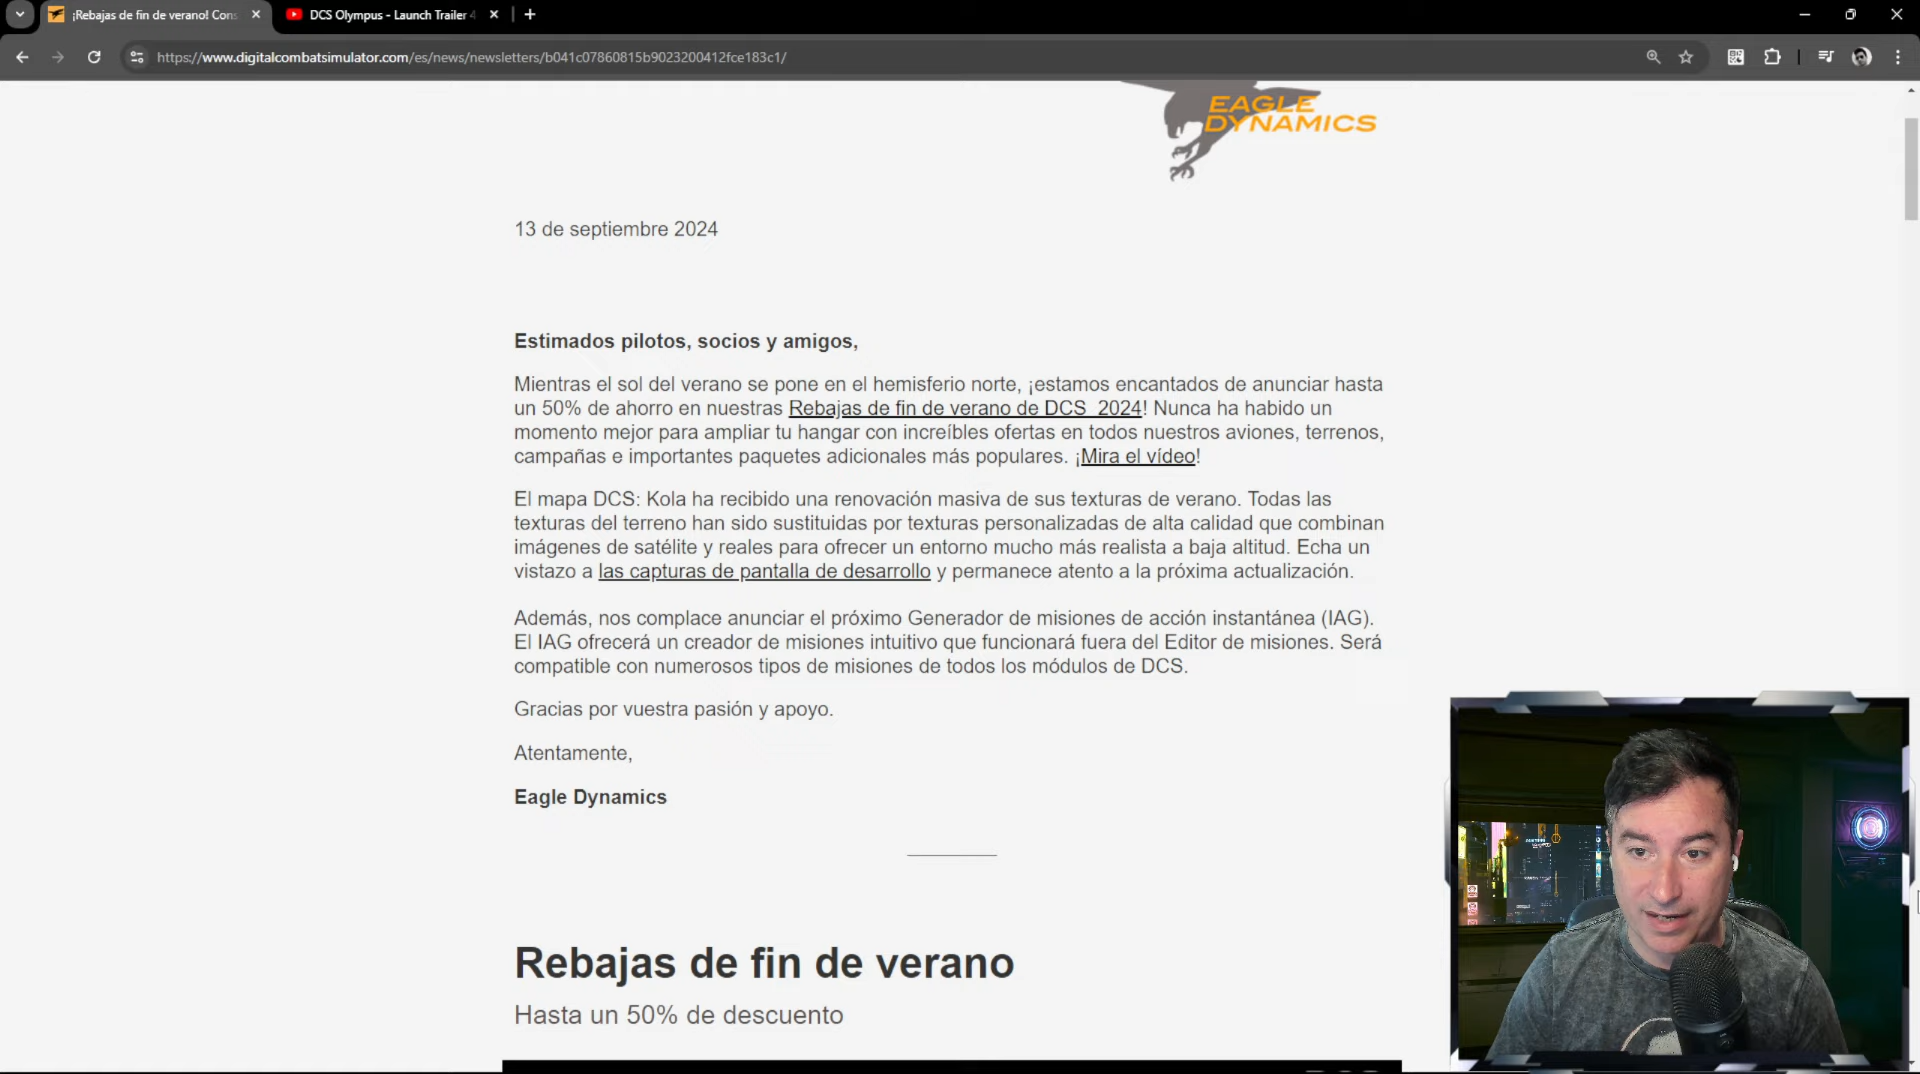 ¡Rebajas de fin de verano! Cons
DCS Olympus - Launch Trailer 4
https://www.digitalcombatsimulator.com/es/news/newsletters/b041c07860815b9023200412fce183c1/
EAGLE
DYNAMICS
13 de septiembre 2024
Estimados pilotos, socios y amigos,
Mientras el sol del verano se pone en el hemisferio norte, ¡estamos encantados de anunciar hasta
un 50% de ahorro en nuestras Rebajas de fin de verano de DCS 2024! Nunca ha habido un
momento mejor para ampliar tu hangar con increíbles ofertas en todos nuestros aviones, terrenos,
campañas e importantes paquetes adicionales más populares. ¡Mira el vídeo!
El mapa DCS: Kola ha recibido una renovación masiva de sus texturas de verano. Todas las
texturas del terreno han sido sustituidas por texturas personalizadas de alta calidad que combinan
imágenes de satélite y reales para ofrecer un entorno mucho más realista a baja altitud. Echa un
vistazo a las capturas de pantalla de desarrollo y permanece atento a la próxima actualización.
Además, nos complace anunciar el próximo Generador de misiones de acción instantánea (IAG).
El IAG ofrecerá un creador de misiones intuitivo que funcionará fuera del Editor de misiones. Será
compatible con numerosos tipos de misiones de todos los módulos de DCS.
Gracias por vuestra pasión y apoyo.
Atentamente,
Eagle Dynamics
Rebajas de fin de verano
Hasta un 50% de descuento